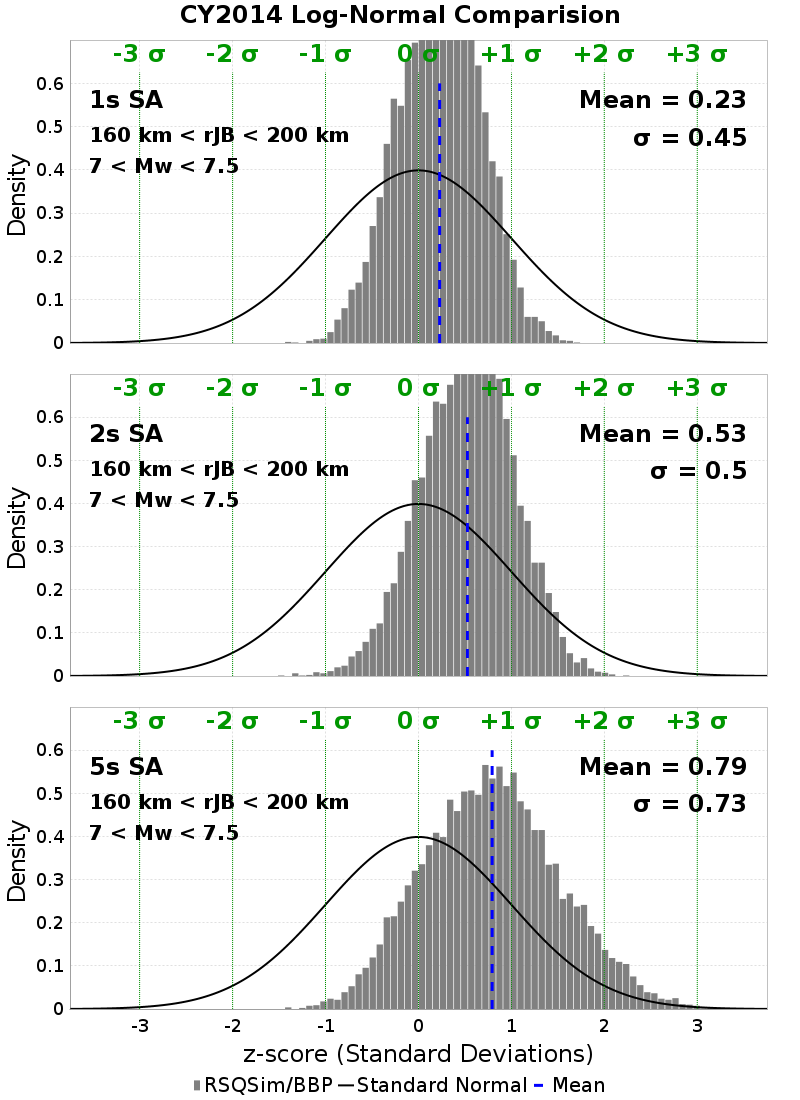 CY2014 Log-Normal Comparision
-3 σ -2 σ -1 σ 0 σ +1 σ +2 σ +3 σ
1s SA
Mean = 0.23
160 km < rJB < 200 km
σ = 0.45
7 < Mw < 7.5
Density
0.6
0.5
0.4
0.3
0.2
0.1
0
-3 σ -2 σ -1 σ 0 σ +1 σ +2 σ +3 σ
2s SA
Mean = 0.53
160 km < rJB < 200 km
σ = 0.5
7 < Mw < 7.5
Density
0.6
0.5
0.4
0.3
0.2
0.1
0
-3 σ -2 σ -1 σ 0 σ +1 σ +2 σ +3 σ
5s SA
Mean = 0.79
160 km < rJB < 200 km
σ = 0.73
7 < Mw < 7.5
Density
0.6
0.5
0.4
0.3
0.2
0.1
0
-3 -2 -1 0 1 2 3
z-score (Standard Deviations)
RSQSim/BBP Standard Normal Mean